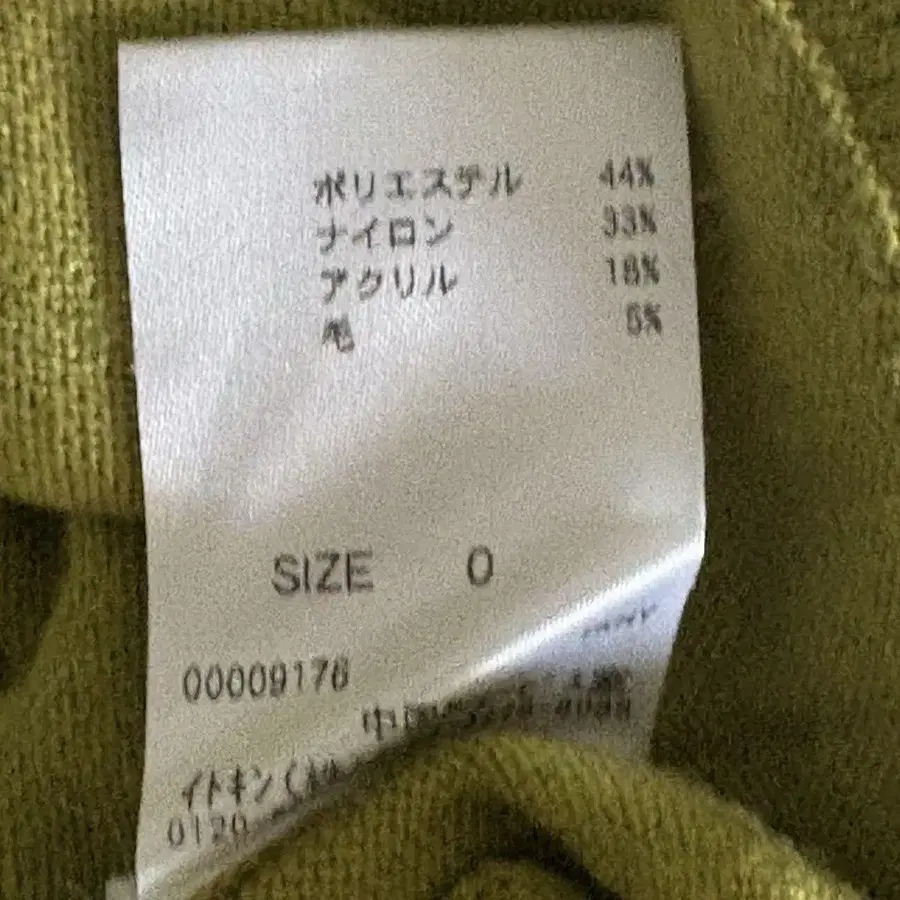 ポリエステル 44%
ナイロン 33%
アクリル 18%
毛 5%
SIZE 0
00009176
イトキン
0120